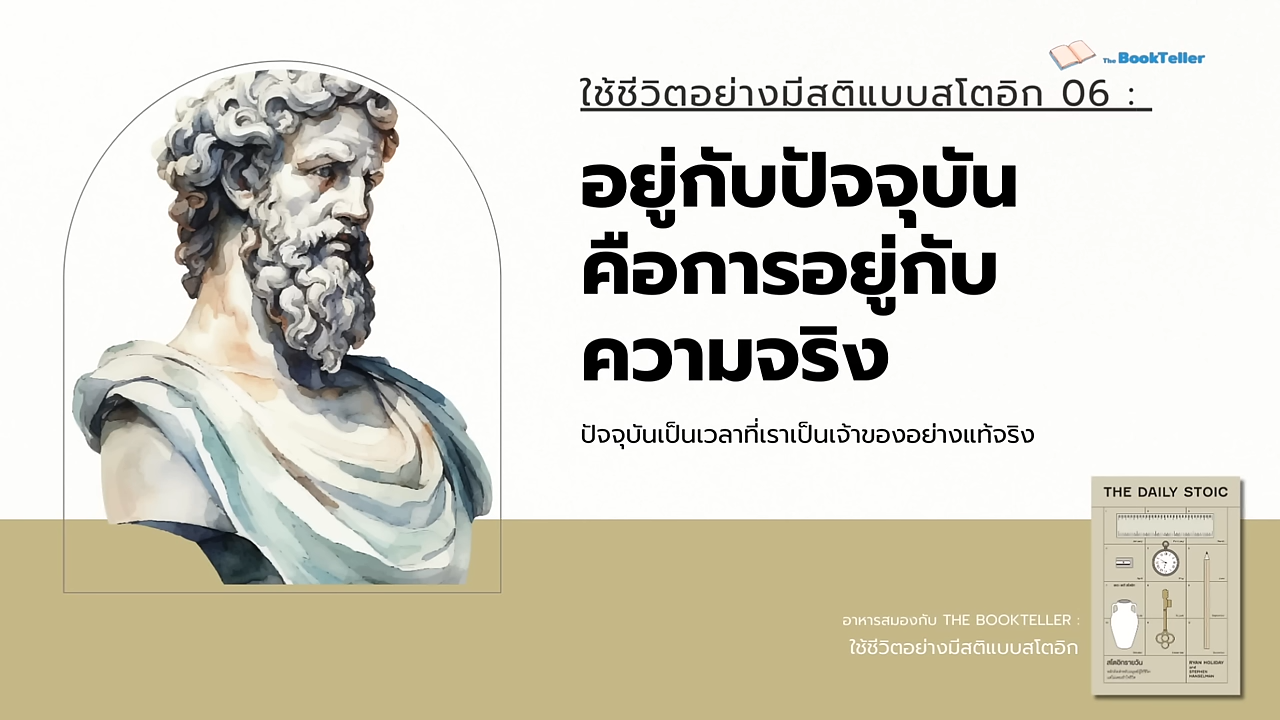 The BookTeller
ใช้ชีวิตอย่างมีสติแบบสโตอิก 06 :
อยู่กับปัจจุบัน
คือการอยู่กับ
ความจริง
ปัจจุบันเป็นเวลาที่เราเป็นเจ้าของอย่างแท้จริง
อาหารสมองกับ THE BOOKTELLER :
ใช้ชีวิตอย่างมีสติแบบสโตอิก
THE DAILY STOIC
สโตอิกรายวัน
RYAN HOLIDAY
and
STEPHEN
HANSELMAN